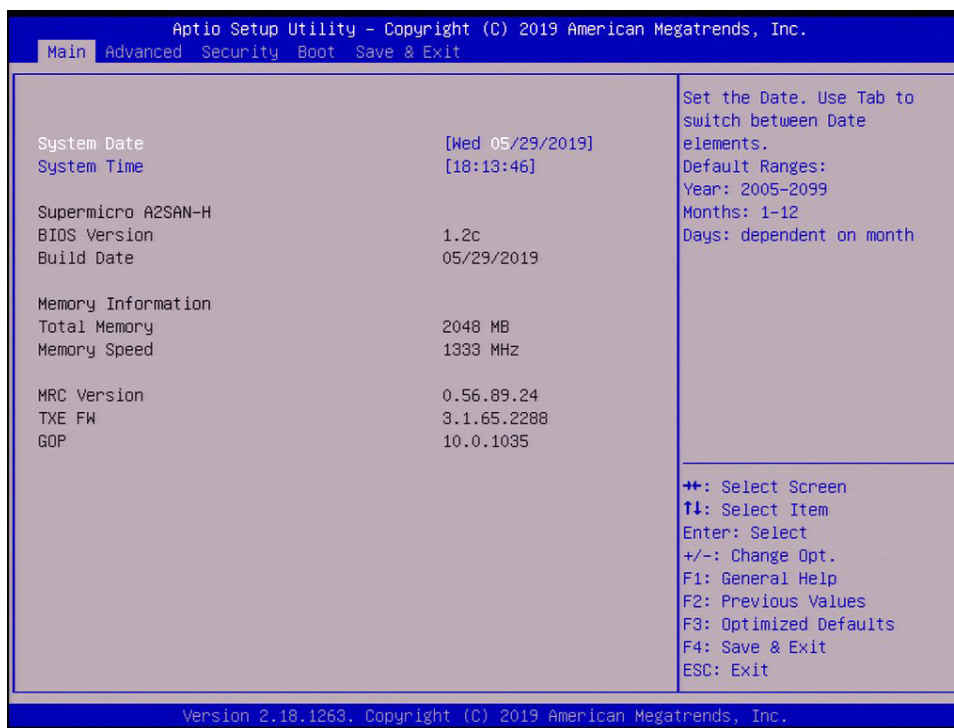 Aptio Setup Utility – Copyright (C) 2019 American Megatrends, Inc.
Main Advanced Security Boot Save & Exit
System Date [Wed 05/29/2019]
System Time [18:13:46]
Supermicro A2SAN-H
BIOS Version 1.2c
Build Date 05/29/2019
Memory Information
Total Memory 2048 MB
Memory Speed 1333 MHz
MRC Version 0.56.89.24
TXE FW 3.1.65.2288
GOP 10.0.1035
Set the Date. Use Tab to
switch between Date
elements.
Default Ranges:
Year: 2005-2099
Months: 1-12
Days: dependent on month
→←: Select Screen
↑↓: Select Item
Enter: Select
+/-: Change Opt.
F1: General Help
F2: Previous Values
F3: Optimized Defaults
F4: Save & Exit
ESC: Exit
Version 2.18.1263. Copyright (C) 2019 American Megatrends, Inc.